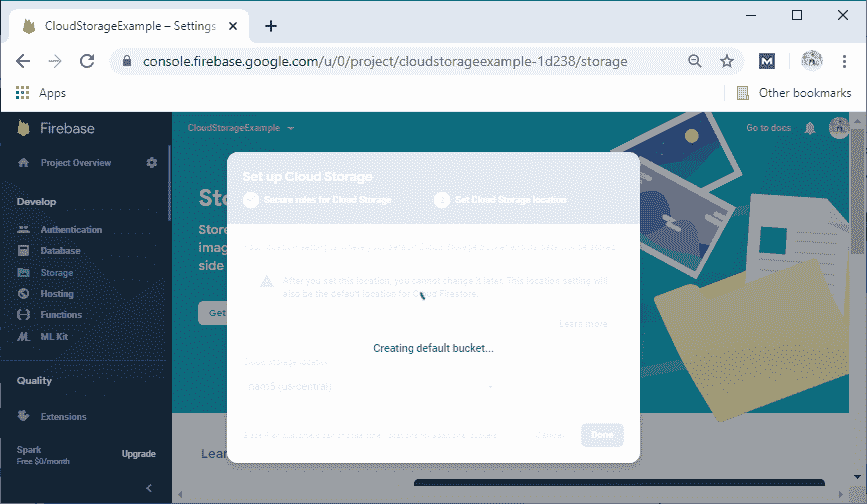 CloudStorageExample – Settings
console.firebase.google.com/u/0/project/cloudstorageexample-1d238/storage
M
Apps
Other bookmarks
Firebase
CloudStorageExample
Go to docs
Project Overview
Set up Cloud Storage
Secure rules for Cloud Storage
2 Set Cloud Storage location
Develop
Sto
Authentication
Store
Database
imag
Storage
side
After you set this location, you cannot change it later. This location setting will
also be the default location for Cloud Firestore.
Hosting
Functions
Get
Learn more
ML Kit
Creating default bucket...
Cloud Storage location
nam5 (us-central)
Quality
Extensions
Cancel
Done
Spark
Free $0/month
Upgrade
Lear